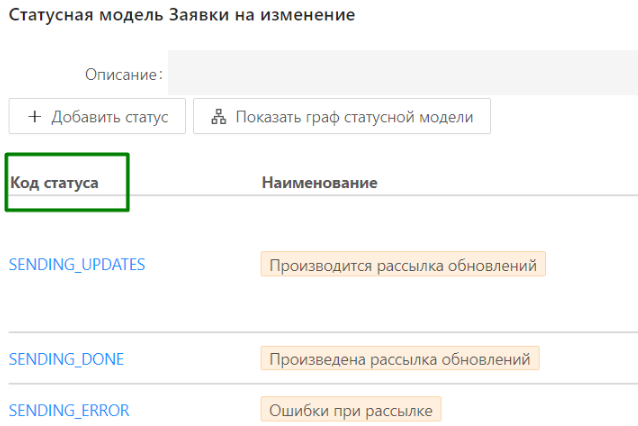 Статусная модель Заявки на изменение
Описание:
+ Добавить статус Показать граф статусной модели
Код статуса Наименование
SENDING_UPDATES Производится рассылка обновлений
SENDING_DONE Произведена рассылка обновлений
SENDING_ERROR Ошибки при рассылке